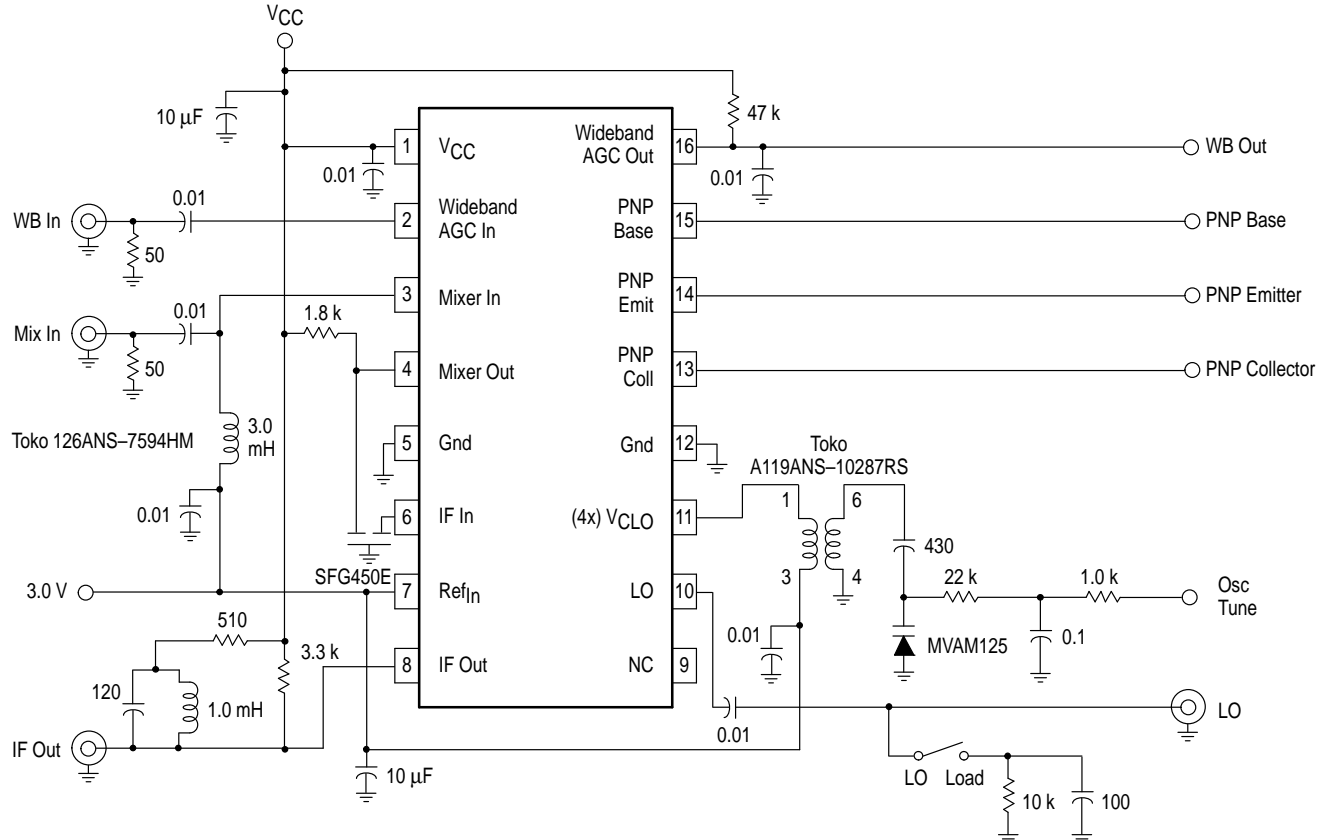 VCC
10 μF
47 k
1
VCC
Wideband
AGC Out
16
WB Out
0.01
0.01
WB In
0.01
50
2
Wideband
AGC In
PNP
Base
15
PNP Base
Mix In
0.01
50
3
Mixer In
PNP
Emit
14
PNP Emitter
1.8 k
4
Mixer Out
PNP
Coll
13
PNP Collector
Toko 126ANS–7594HM
3.0
mH
5
Gnd
Gnd
12
Toko
A119ANS–10287RS
0.01
6
IF In
(4x) VCLO
11
1
6
3
4
430
SFG450E
3.0 V
7
RefIn
LO
10
22 k
1.0 k
Osc
Tune
0.01
MVAM125
0.1
510
3.3 k
8
IF Out
NC
9
120
1.0 mH
IF Out
10 μF
0.01
LO
LO Load
10 k
100